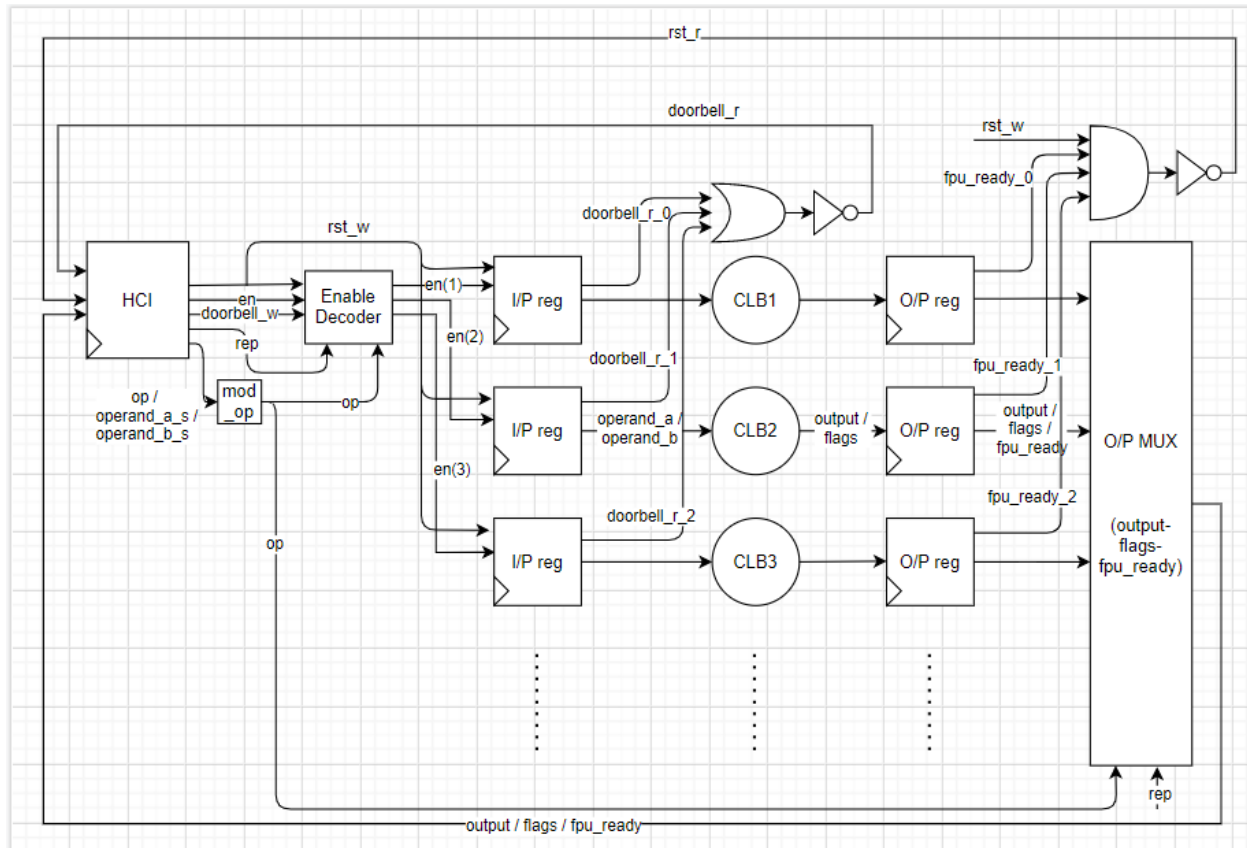 rst_r
doorbell_r
rst_w
fpu_ready_0
doorbell_r_0
rst_w
HCI
en
doorbell_w
rep
Enable
Decoder
en(1)
I/P reg
CLB1
O/P reg
en(2)
doorbell_r_1
fpu_ready_1
op /
operand_a_s /
operand_b_s
mod
_op
op
I/P reg
operand_a /
operand_b
CLB2
output /
flags
O/P reg
output /
flags /
fpu_ready
O/P MUX
(output-
flags-
fpu_ready)
en(3)
doorbell_r_2
fpu_ready_2
op
I/P reg
CLB3
O/P reg
rep
output / flags / fpu_ready